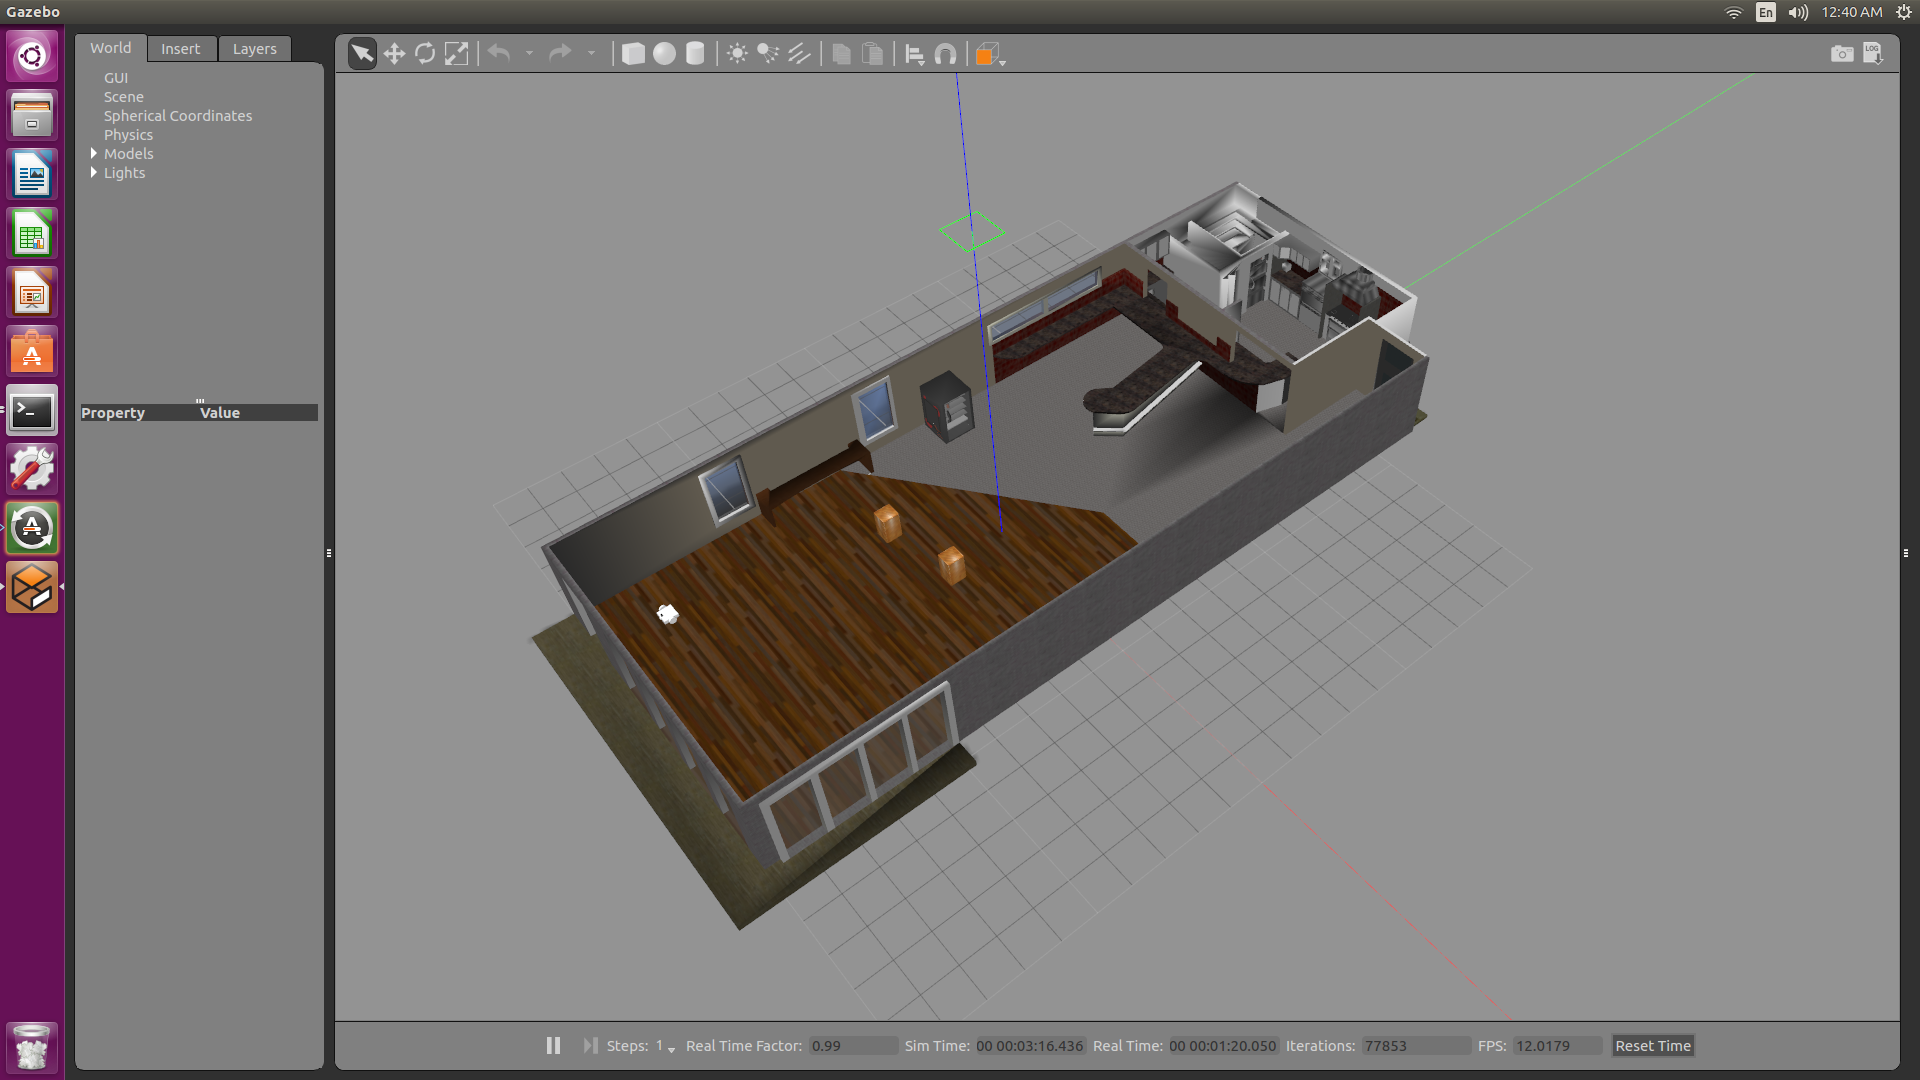 Gazebo
En
12:40 AM
World
Insert
Layers
LOG
GUI
Scene
Spherical Coordinates
Physics
Models
Lights
Property
Value
Steps: 1
Real Time Factor: 0.99
Sim Time: 00 00:03:16.436
Real Time: 00 00:01:20.050
Iterations: 77853
FPS: 12.0179
Reset Time